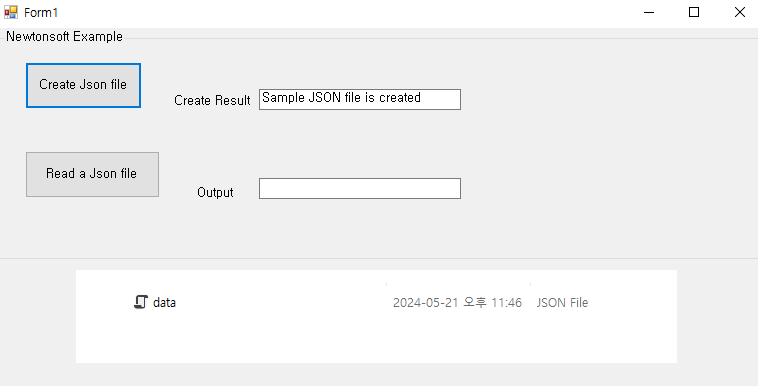 Form1
Newtonsoft Example
Create Json file
Create Result Sample JSON file is created
Read a Json file
Output
data 2024-05-21 오후 11:46 JSON File